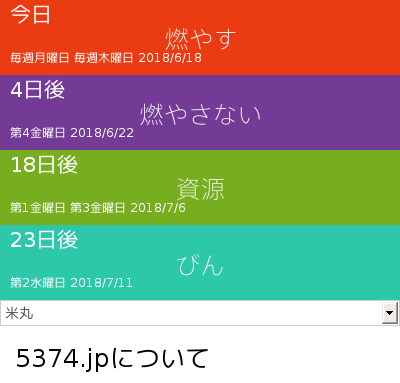 今日
燃やす
毎週月曜日 毎週木曜日 2018/6/18
4日後
燃やさない
第4金曜日 2018/6/22
18日後
資源
第1金曜日 第3金曜日 2018/7/6
23日後
びん
第2水曜日 2018/7/11
米丸
5374.jpについて